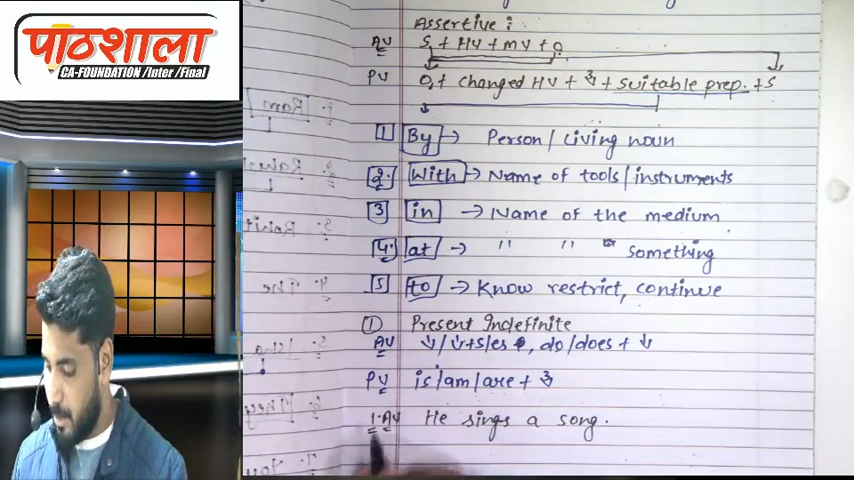 पाठशाला
CA-FOUNDATION/Inter/Final
Assertive :
AV S + HV + MV + O
PV O + Changed HV + V3 + suitable prep. + S
1 By → Person/Living noun
2. With → Name of tools/instruments
3 in → Name of the medium
4. at → " " " something
5 to → Know restrict, continue
1 Present Indefinite
AV V1/V1+s/es, do/does + V1
PV is/am/are + V3
1. AV He sings a song.